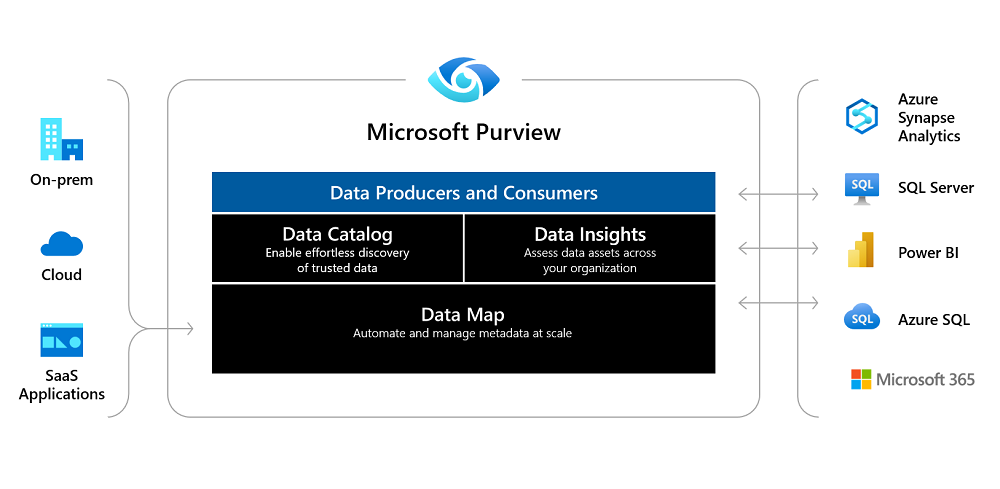 Microsoft Purview
On-prem
Cloud
SaaS
Applications
Data Producers and Consumers
Data Catalog
Enable effortless discovery
of trusted data
Data Insights
Assess data assets across
your organization
Data Map
Automate and manage metadata at scale
Azure
Synapse
Analytics
SQL
SQL Server
Power BI
SQL
Azure SQL
Microsoft 365